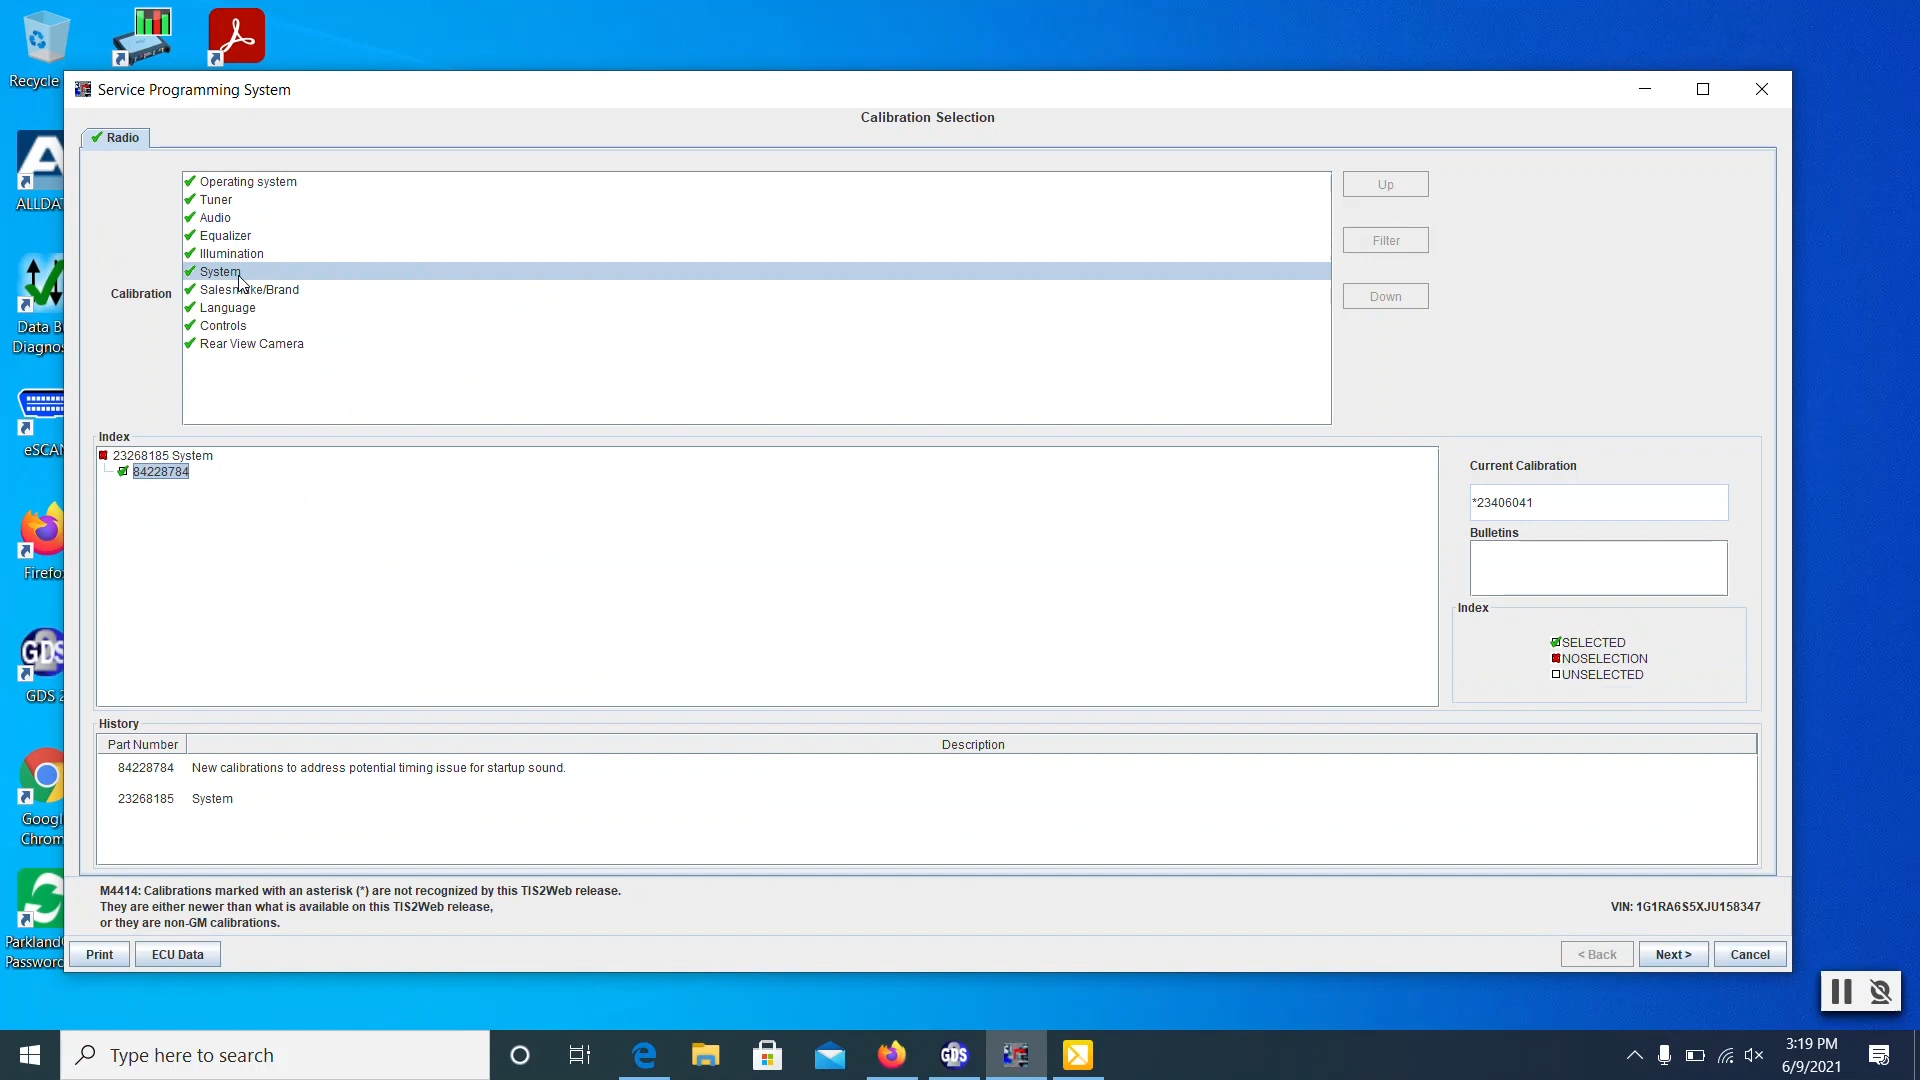 Recycle
ALLDAT
Data B
Diagnos
eSCAN
Firefo
GDS
GDS 2
Googl
Chrom
Parkland
Password
Service Programming System
Calibration Selection
Radio
Calibration
Operating system
Tuner
Audio
Equalizer
Illumination
System
Language
Controls
Rear View Camera
Up
Filter
Down
Index
23268185 System
84228784
Current Calibration
*23406041
Bulletins
Index
SELECTED
NOSELECTION
UNSELECTED
History
Part Number Description
84228784 New calibrations to address potential timing issue for startup sound.
23268185 System
M4414: Calibrations marked with an asterisk (*) are not recognized by this TIS2Web release.
They are either newer than what is available on this TIS2Web release,
or they are non-GM calibrations.
VIN: 1G1RA6S5XJU158347
Print ECU Data < Back Next > Cancel
Type here to search
GDS
3:19 PM
6/9/2021